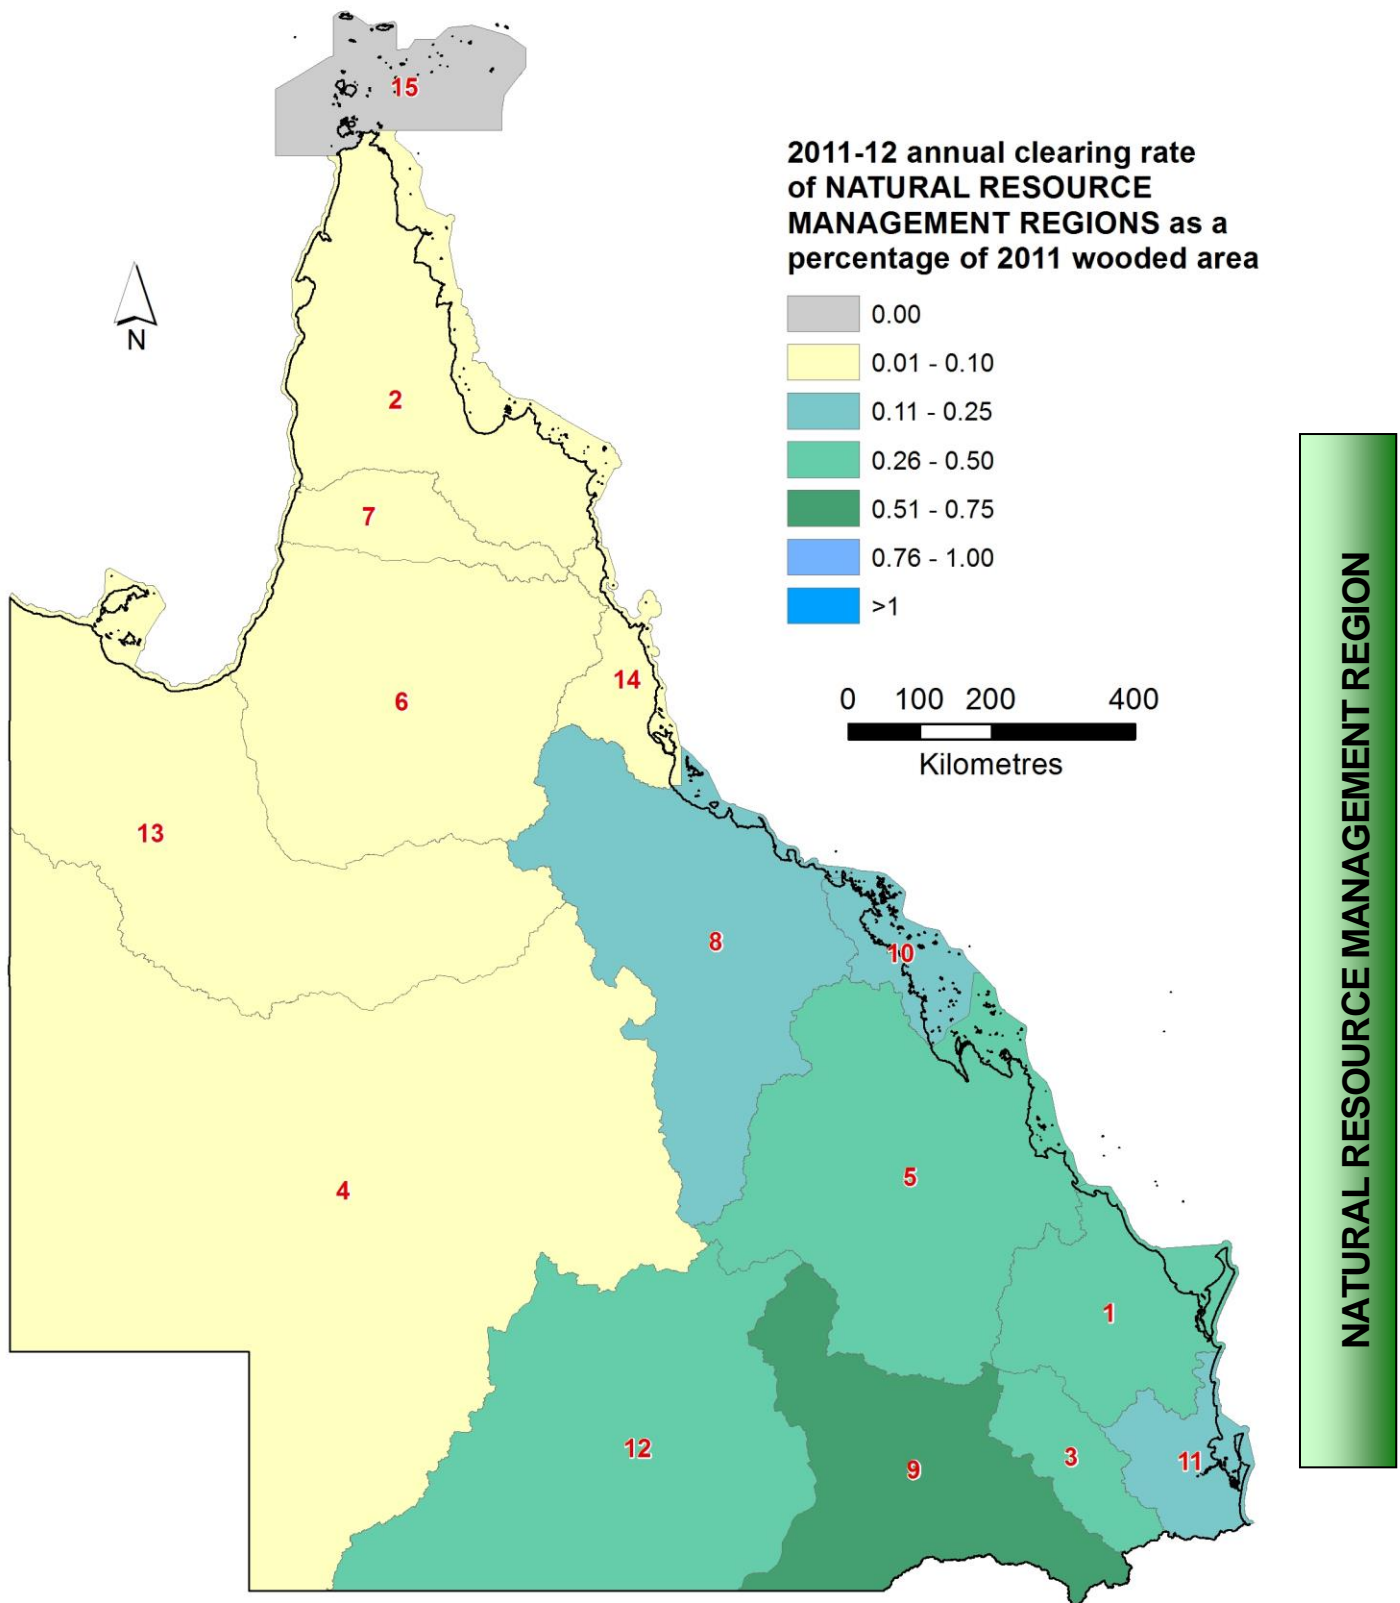 15
2011-12 annual clearing rate
of NATURAL RESOURCE
MANAGEMENT REGIONS as a
percentage of 2011 wooded area
N
0.00
0.01 - 0.10
0.11 - 0.25
0.26 - 0.50
0.51 - 0.75
0.76 - 1.00
>1
2
7
14
6
0 100 200 400
Kilometres
13
8
10
4
5
1
12
9
3
11
NATURAL RESOURCE MANAGEMENT REGION